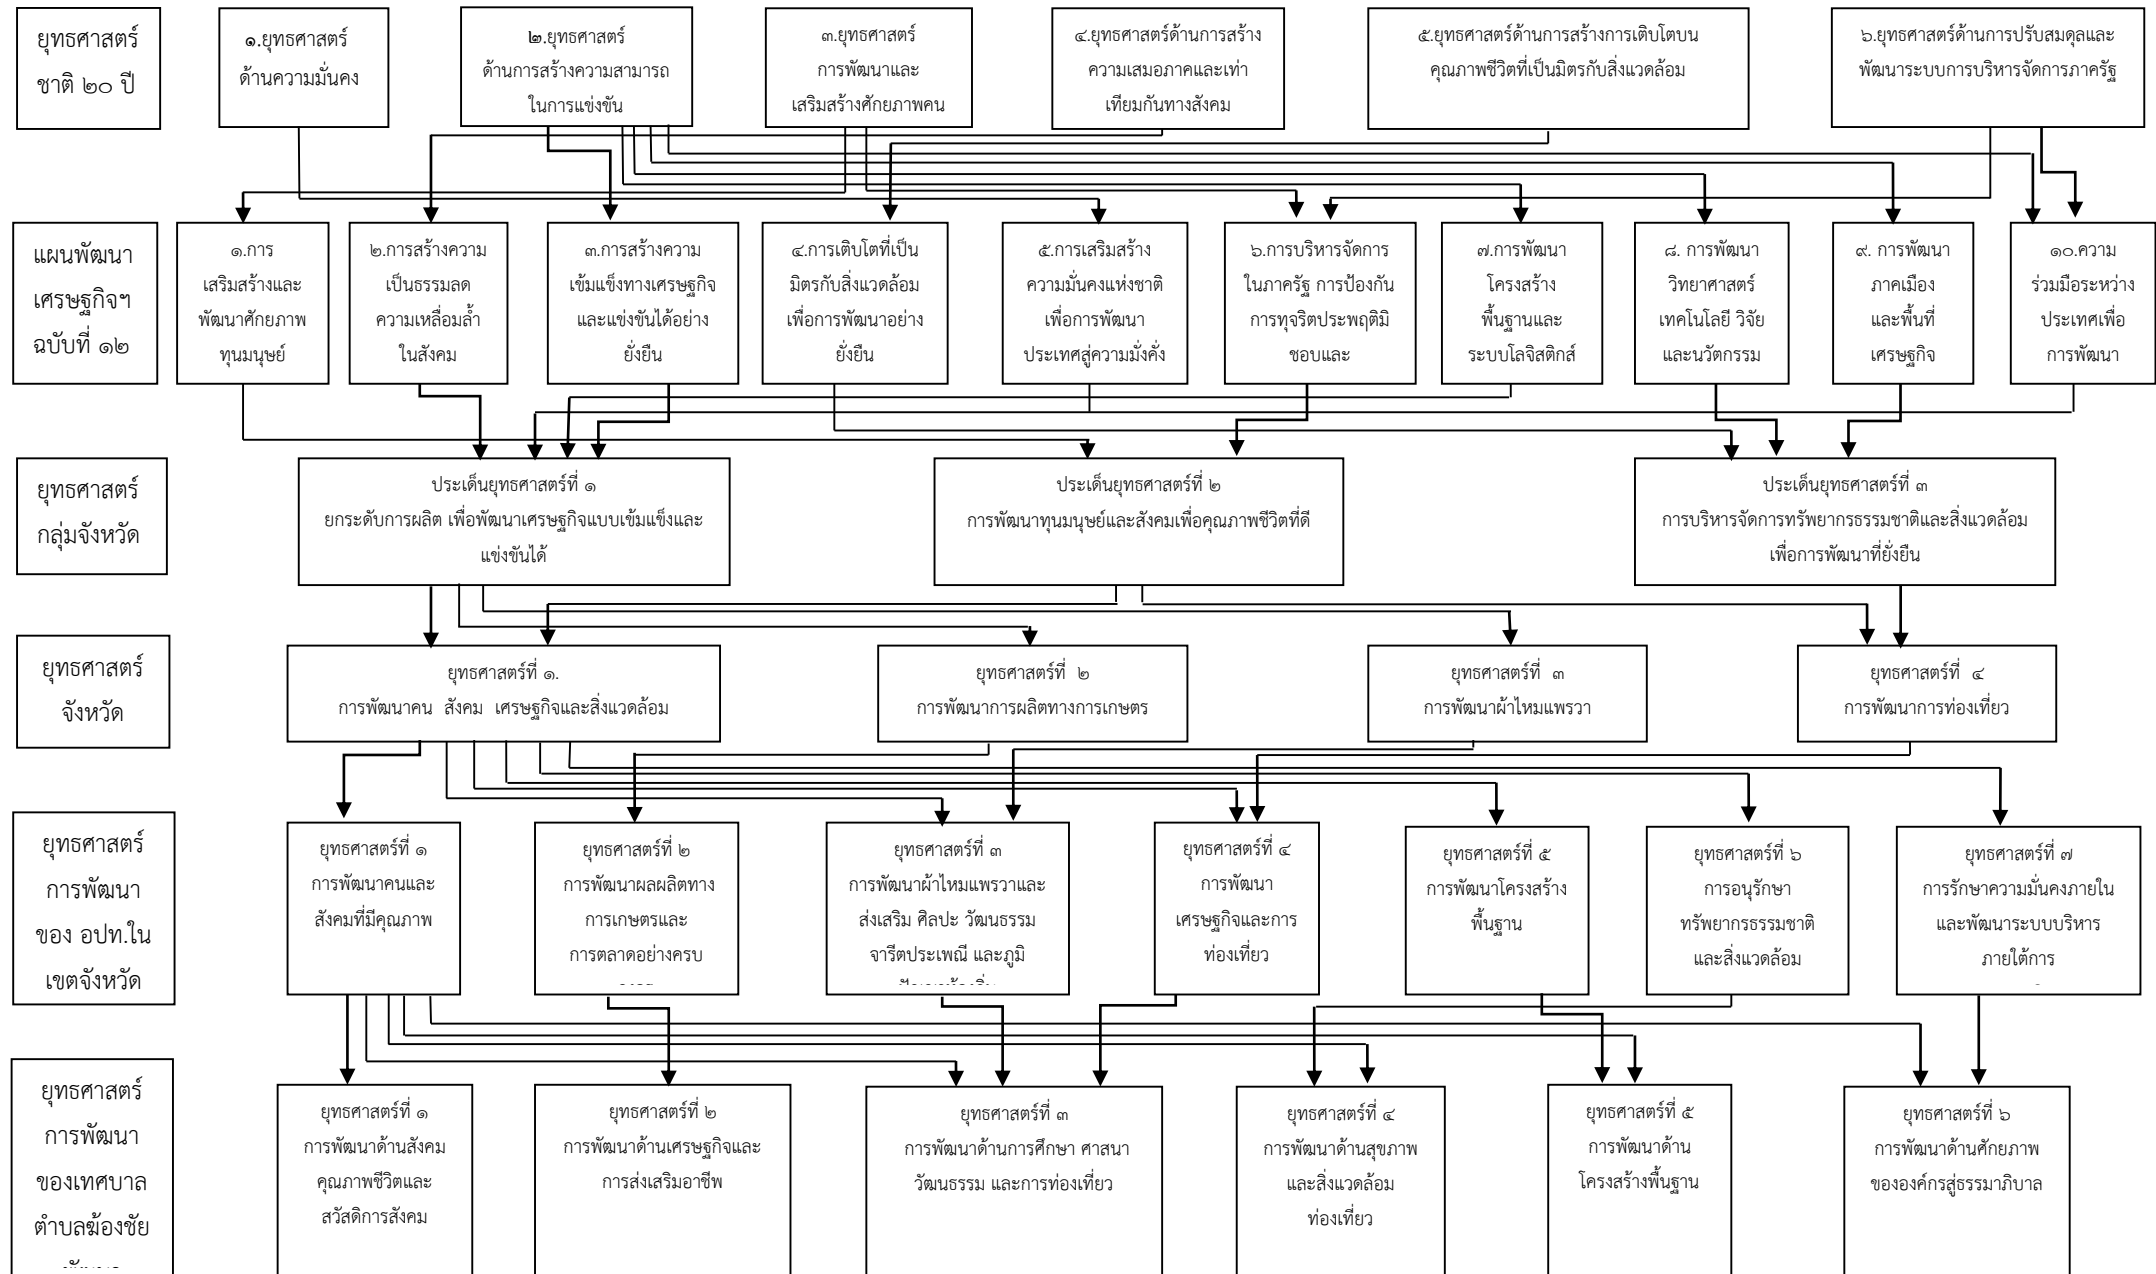 ยุทธศาสตร์
ชาติ ๒๐ ปี
๑.ยุทธศาสตร์
ด้านความมั่นคง
๒.ยุทธศาสตร์
ด้านการสร้างความสามารถ
ในการแข่งขัน
๓.ยุทธศาสตร์
การพัฒนาและ
เสริมสร้างศักยภาพคน
๔.ยุทธศาสตร์ด้านการสร้าง
ความเสมอภาคและเท่า
เทียมกันทางสังคม
๕.ยุทธศาสตร์ด้านการสร้างการเติบโตบน
คุณภาพชีวิตที่เป็นมิตรกับสิ่งแวดล้อม
๖.ยุทธศาสตร์ด้านการปรับสมดุลและ
พัฒนาระบบการบริหารจัดการภาครัฐ
แผนพัฒนา
เศรษฐกิจฯ
ฉบับที่ ๑๒
๑.การ
เสริมสร้างและ
พัฒนาศักยภาพ
ทุนมนุษย์
๒.การสร้างความ
เป็นธรรมลด
ความเหลื่อมล้ำ
ในสังคม
๓.การสร้างความ
เข้มแข็งทางเศรษฐกิจ
และแข่งขันได้อย่าง
ยั่งยืน
๔.การเติบโตที่เป็น
มิตรกับสิ่งแวดล้อม
เพื่อการพัฒนาอย่าง
ยั่งยืน
๕.การเสริมสร้าง
ความมั่นคงแห่งชาติ
เพื่อการพัฒนา
ประเทศสู่ความมั่งคั่ง
๖.การบริหารจัดการ
ในภาครัฐ การป้องกัน
การทุจริตประพฤติมิ
ชอบและ
๗.การพัฒนา
โครงสร้าง
พื้นฐานและ
ระบบโลจิสติกส์
๘. การพัฒนา
วิทยาศาสตร์
เทคโนโลยี วิจัย
และนวัตกรรม
๙. การพัฒนา
ภาคเมือง
และพื้นที่
เศรษฐกิจ
๑๐.ความ
ร่วมมือระหว่าง
ประเทศเพื่อ
การพัฒนา
ยุทธศาสตร์
กลุ่มจังหวัด
ประเด็นยุทธศาสตร์ที่ ๑
ยกระดับการผลิต เพื่อพัฒนาเศรษฐกิจแบบเข้มแข็งและ
แข่งขันได้
ประเด็นยุทธศาสตร์ที่ ๒
การพัฒนาทุนมนุษย์และสังคมเพื่อคุณภาพชีวิตที่ดี
ประเด็นยุทธศาสตร์ที่ ๓
การบริหารจัดการทรัพยากรธรรมชาติและสิ่งแวดล้อม
เพื่อการพัฒนาที่ยั่งยืน
ยุทธศาสตร์
จังหวัด
ยุทธศาสตร์ที่ ๑.
การพัฒนาคน สังคม เศรษฐกิจและสิ่งแวดล้อม
ยุทธศาสตร์ที่ ๒
การพัฒนาการผลิตทางการเกษตร
ยุทธศาสตร์ที่ ๓
การพัฒนาผ้าไหมแพรวา
ยุทธศาสตร์ที่ ๔
การพัฒนาการท่องเที่ยว
ยุทธศาสตร์
การพัฒนา
ของ อปท.ใน
เขตจังหวัด
ยุทธศาสตร์ที่ ๑
การพัฒนาคนและ
สังคมที่มีคุณภาพ
ยุทธศาสตร์ที่ ๒
การพัฒนาผลผลิตทาง
การเกษตรและ
การตลาดอย่างครบ
ยุทธศาสตร์ที่ ๓
การพัฒนาผ้าไหมแพรวาและ
ส่งเสริม ศิลปะ วัฒนธรรม
จารีตประเพณี และภูมิ
ยุทธศาสตร์ที่ ๔
การพัฒนา
เศรษฐกิจและการ
ท่องเที่ยว
ยุทธศาสตร์ที่ ๕
การพัฒนาโครงสร้าง
พื้นฐาน
ยุทธศาสตร์ที่ ๖
การอนุรักษา
ทรัพยากรธรรมชาติ
และสิ่งแวดล้อม
ยุทธศาสตร์ที่ ๗
การรักษาความมั่นคงภายใน
และพัฒนาระบบบริหาร
ภายใต้การ
ยุทธศาสตร์
การพัฒนา
ของเทศบาล
ตำบลฆ้องชัย
ยุทธศาสตร์ที่ ๑
การพัฒนาด้านสังคม
คุณภาพชีวิตและ
สวัสดิการสังคม
ยุทธศาสตร์ที่ ๒
การพัฒนาด้านเศรษฐกิจและ
การส่งเสริมอาชีพ
ยุทธศาสตร์ที่ ๓
การพัฒนาด้านการศึกษา ศาสนา
วัฒนธรรม และการท่องเที่ยว
ยุทธศาสตร์ที่ ๔
การพัฒนาด้านสุขภาพ
และสิ่งแวดล้อม
ท่องเที่ยว
ยุทธศาสตร์ที่ ๕
การพัฒนาด้าน
โครงสร้างพื้นฐาน
ยุทธศาสตร์ที่ ๖
การพัฒนาด้านศักยภาพ
ขององค์กรสู่ธรรมาภิบาล